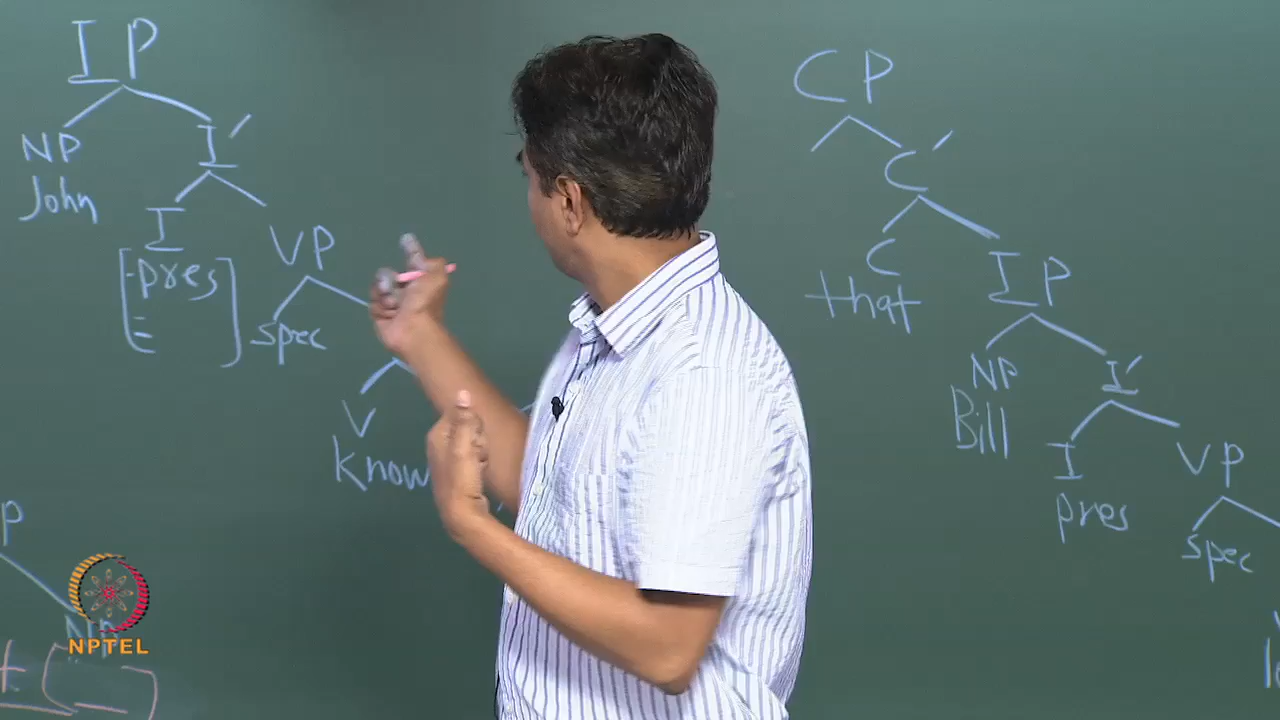 IP
NP
I′
John
I
VP
[-pres
spec
V
know
CP
C′
C
IP
that
NP
I′
Bill
I
VP
pres
spec
P
NPTEL